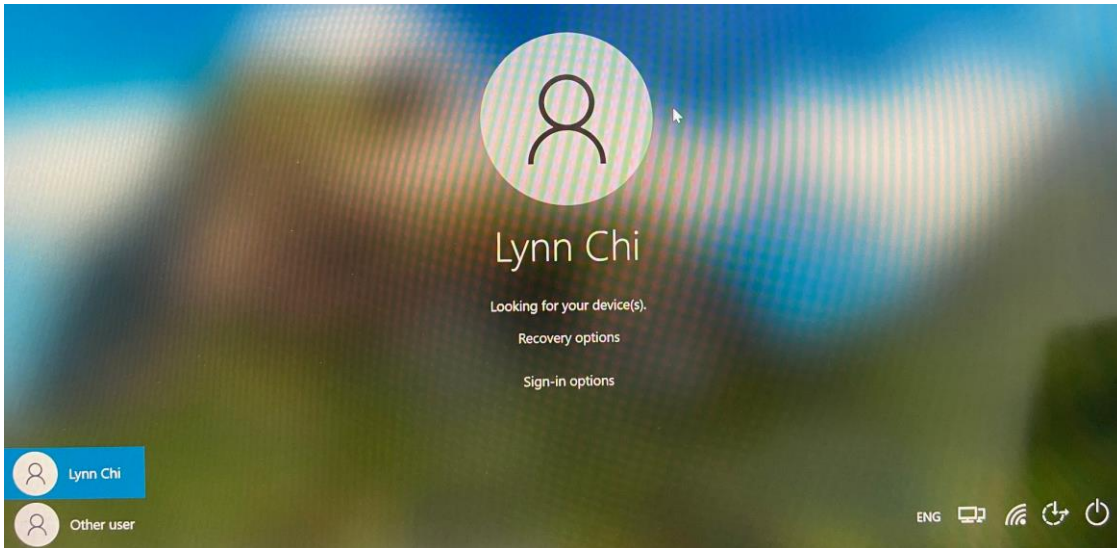 Lynn Chi
Looking for your device(s).
Recovery options
Sign-in options
Lynn Chi
Other user
ENG